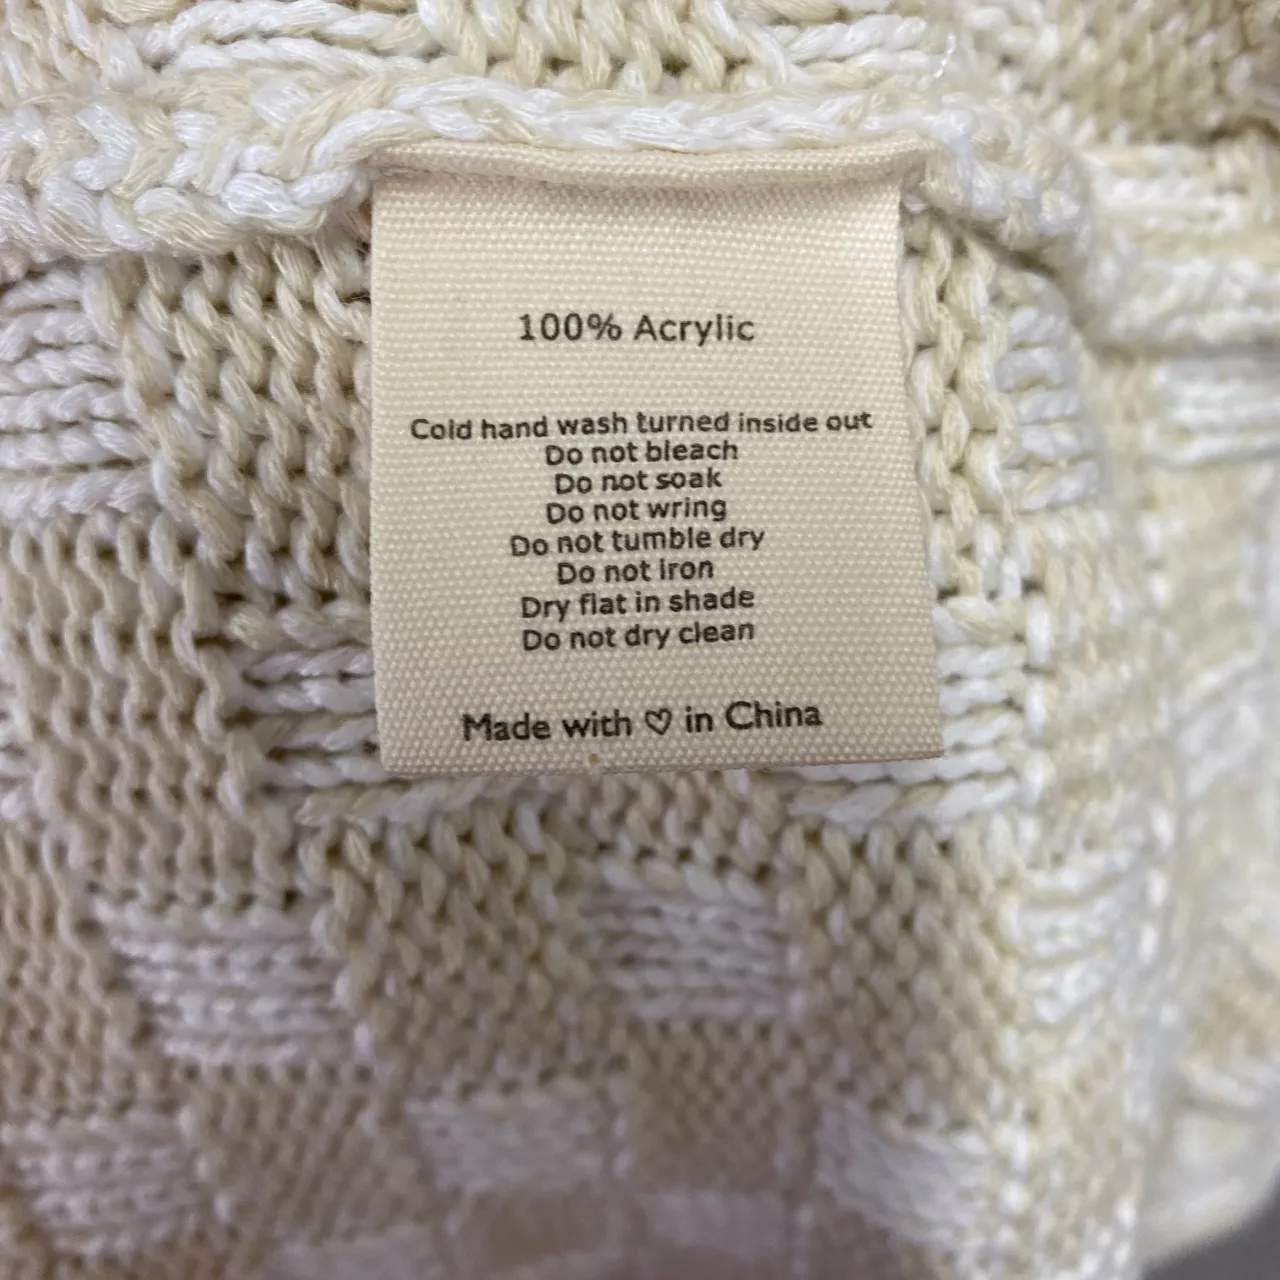 100% Acrylic
Cold hand wash turned inside out
Do not bleach
Do not soak
Do not wring
Do not tumble dry
Do not iron
Dry flat in shade
Do not dry clean
Made with ♡ in China